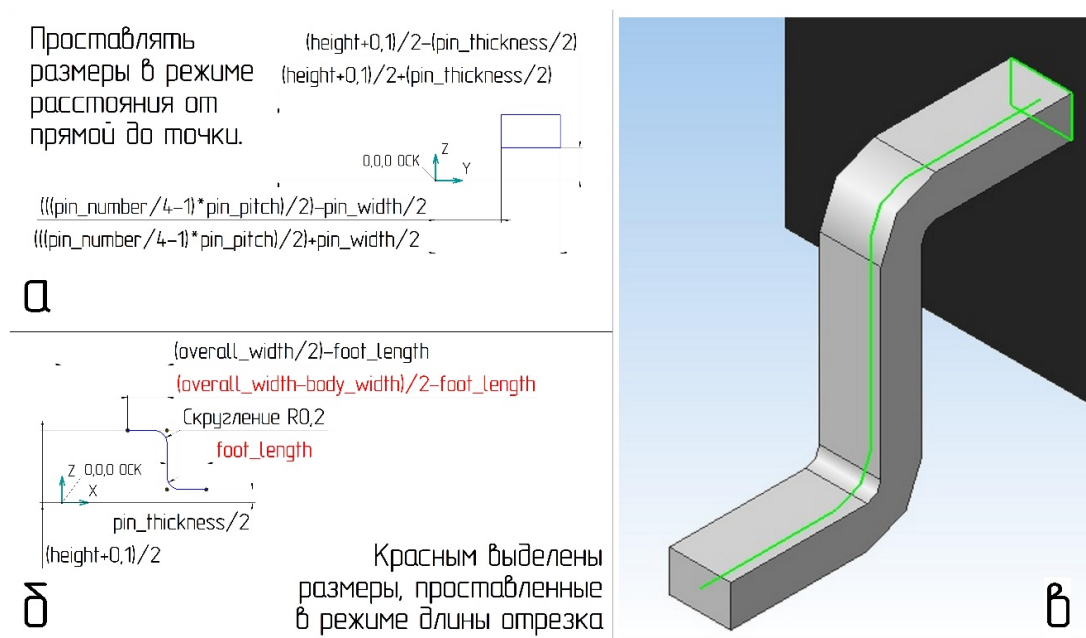 Проставлять
размеры в режиме
расстояния от
прямой до точки.
(height+0,1)/2-(pin_thickness/2)
(height+0,1)/2+(pin_thickness/2)
Z
0,0,0 ОСК
Y
(((pin_number/4-1)*pin_pitch)/2)-pin_width/2
(((pin_number/4-1)*pin_pitch)/2)+pin_width/2
а
(overall_width/2)-foot_length
(overall_width-body_width)/2-foot_length
Скругление R0,2
foot_length
Z 0,0,0 ОСК
X
pin_thickness/2
(height+0,1)/2
Красным выделены
размеры, проставленные
в режиме длины отрезка
б
в